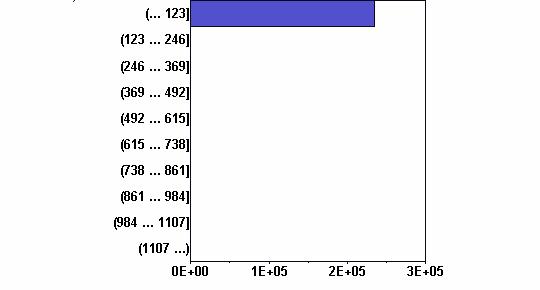 (... 123]
(123 ... 246]
(246 ... 369]
(369 ... 492]
(492 ... 615]
(615 ... 738]
(738 ... 861]
(861 ... 984]
(984 ... 1107]
(1107 ...)
0E+00 1E+05 2E+05 3E+05